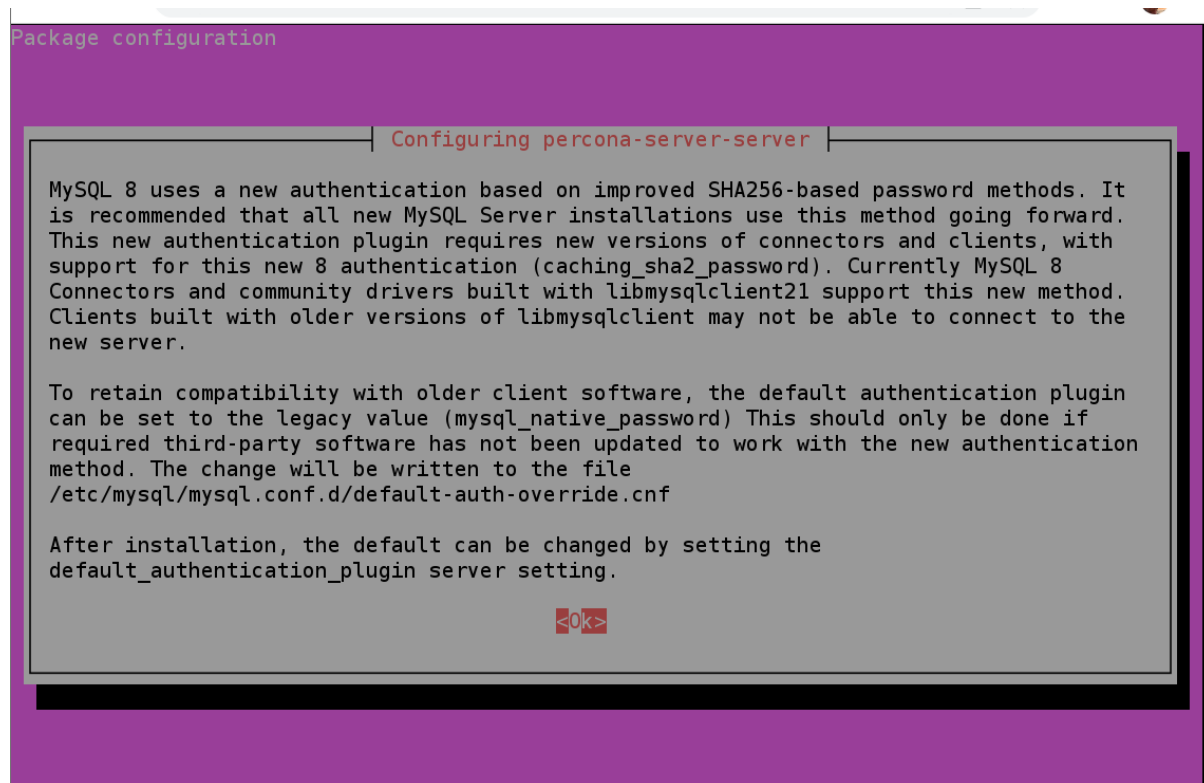 Package configuration
Configuring percona-server-server
MySQL 8 uses a new authentication based on improved SHA256-based password methods. It
is recommended that all new MySQL Server installations use this method going forward.
This new authentication plugin requires new versions of connectors and clients, with
support for this new 8 authentication (caching_sha2_password). Currently MySQL 8
Connectors and community drivers built with libmysqlclient21 support this new method.
Clients built with older versions of libmysqlclient may not be able to connect to the
new server.
To retain compatibility with older client software, the default authentication plugin
can be set to the legacy value (mysql_native_password) This should only be done if
required third-party software has not been updated to work with the new authentication
method. The change will be written to the file
/etc/mysql/mysql.conf.d/default-auth-override.cnf
After installation, the default can be changed by setting the
default_authentication_plugin server setting.
<Ok>